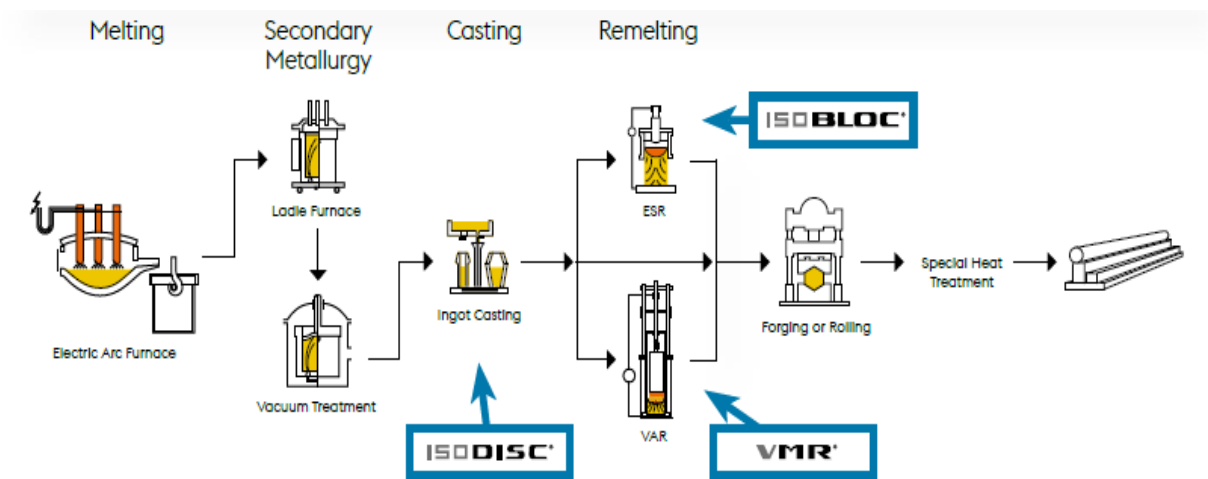 Melting
Secondary
Metallurgy
Casting
Remelting
ISOBLOC®
Ladle Furnace
ESR
Electric Arc Furnace
Vacuum Treatment
Ingot Casting
Forging or Rolling
Special Heat
Treatment
ISODISC®
VAR
VMR®